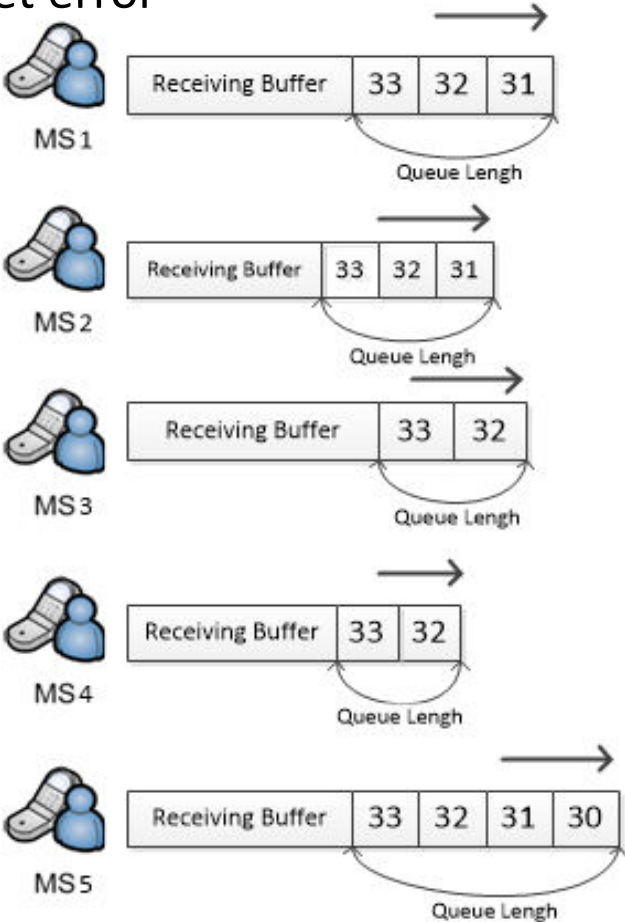 et error
Receiving Buffer 33 32 31
MS1
Queue Lengh
Receiving Buffer 33 32 31
MS2
Queue Lengh
Receiving Buffer 33 32
MS3
Queue Lengh
Receiving Buffer 33 32
MS4
Queue Lengh
Receiving Buffer 33 32 31 30
MS5
Queue Lengh